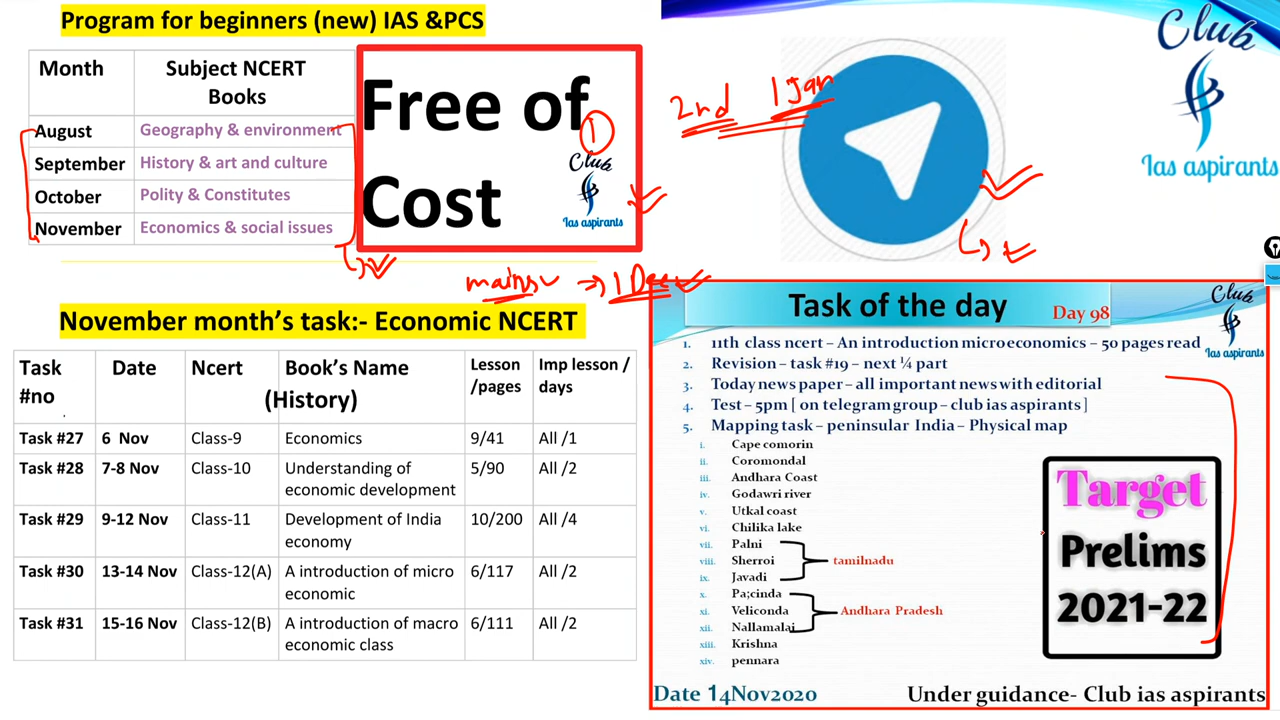 Program for beginners (new) IAS &PCS
Month Subject NCERT Books
August Geography & environment
September History & art and culture
October Polity & Constitutes
November Economics & social issues
Free of
Cost
1
Club
Ias aspirants
2nd 1 Jan
Club
Ias aspirants
mains → 1 Dec
November month's task:- Economic NCERT
Task #no Date Ncert Book's Name (History) Lesson /pages Imp lesson / days
Task #27 6 Nov Class-9 Economics 9/41 All /1
Task #28 7-8 Nov Class-10 Understanding of economic development 5/90 All /2
Task #29 9-12 Nov Class-11 Development of India economy 10/200 All /4
Task #30 13-14 Nov Class-12(A) A introduction of micro economic 6/117 All /2
Task #31 15-16 Nov Class-12(B) A introduction of macro economic class 6/111 All /2
Task of the day Day 98
Club
Ias aspirants
1. 11th class ncert – An introduction microeconomics – 50 pages read
2. Revision – task #19 – next ¼ part
3. Today news paper – all important news with editorial
4. Test – 5pm [ on telegram group – club ias aspirants ]
5. Mapping task – peninsular India – Physical map
i. Cape comorin
ii. Coromondal
iii. Andhara Coast
iv. Godawri river
v. Utkal coast
vi. Chilika lake
vii. Palni
viii. Sherroi tamilnadu
ix. Javadi
x. Pa;cinda
xi. Veliconda Andhara Pradesh
xii. Nallamalai
xiii. Krishna
xiv. pennara
Target
Prelims
2021-22
Date 14Nov2020 Under guidance- Club ias aspirants